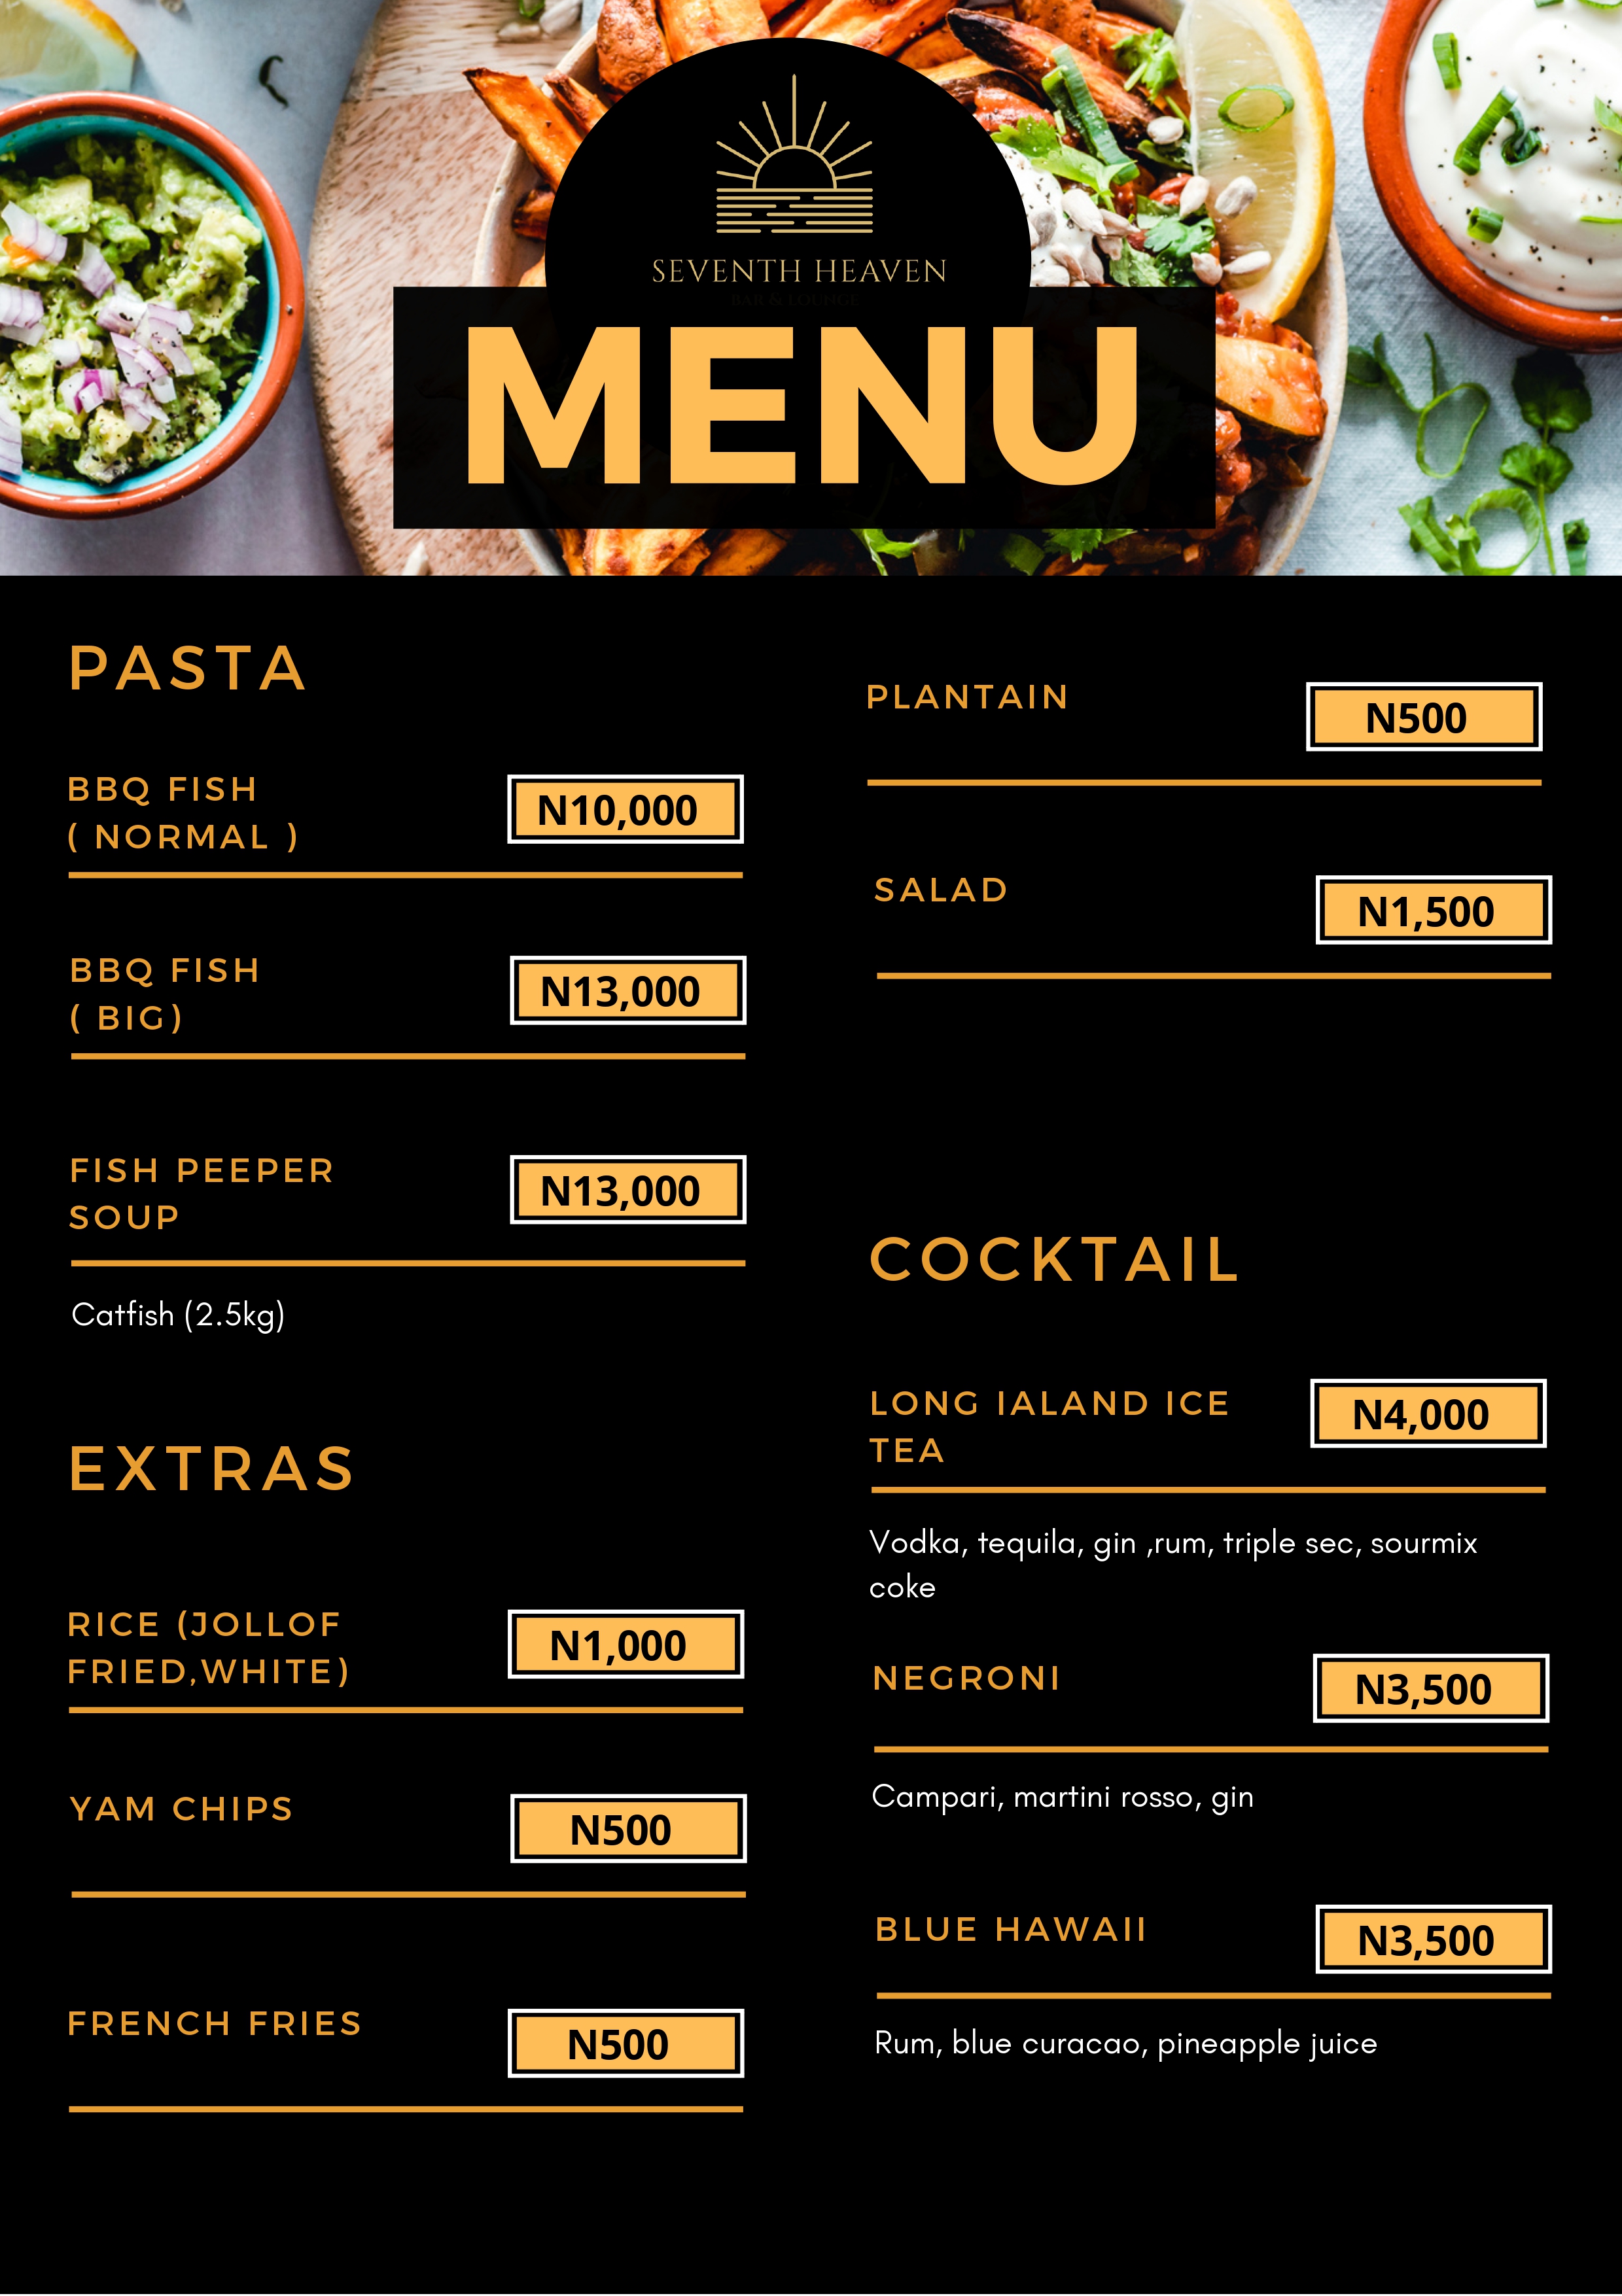 SEVENTH HEAVEN
BAR & LOUNGE
MENU
PASTA
BBQ FISH
( NORMAL )
N10,000
BBQ FISH
( BIG)
N13,000
FISH PEEPER
SOUP
N13,000
Catfish (2.5kg)
EXTRAS
RICE (JOLLOF
FRIED,WHITE)
N1,000
YAM CHIPS
N500
FRENCH FRIES
N500
PLANTAIN
N500
SALAD
N1,500
COCKTAIL
LONG IALAND ICE
TEA
N4,000
Vodka, tequila, gin ,rum, triple sec, sourmix
coke
NEGRONI
N3,500
Campari, martini rosso, gin
BLUE HAWAII
N3,500
Rum, blue curacao, pineapple juice